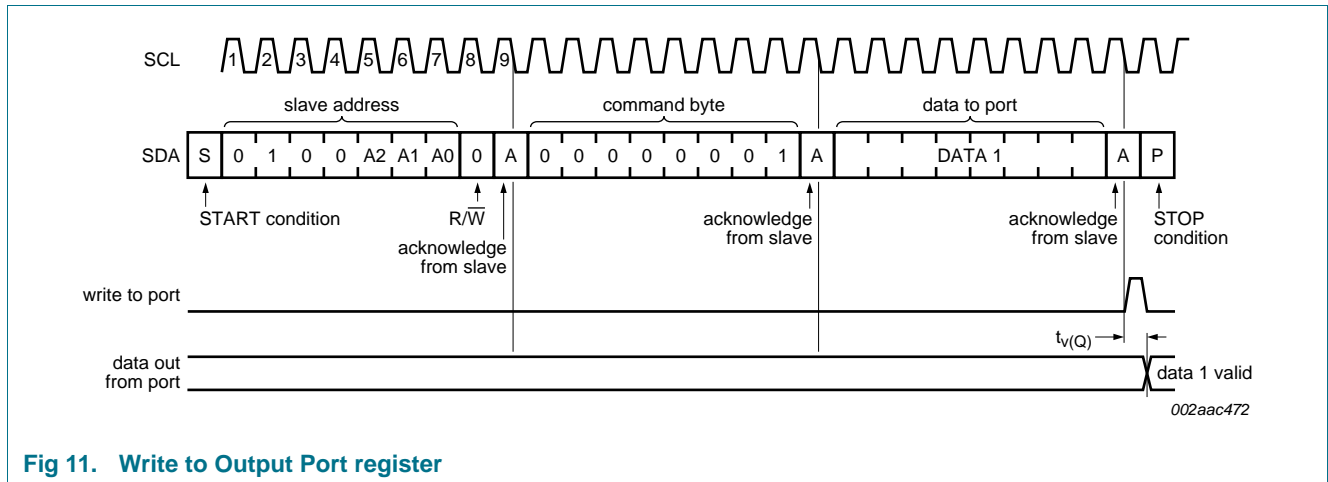 SCL 1 2 3 4 5 6 7 8 9
slave address command byte data to port
SDA S 0 1 0 0 A2 A1 A0 0 A 0 0 0 0 0 0 0 1 A DATA 1 A P
START condition R/W̅ acknowledge from slave acknowledge from slave acknowledge from slave STOP condition
write to port
tv(Q)
data out from port
data 1 valid
002aac472
Fig 11. Write to Output Port register